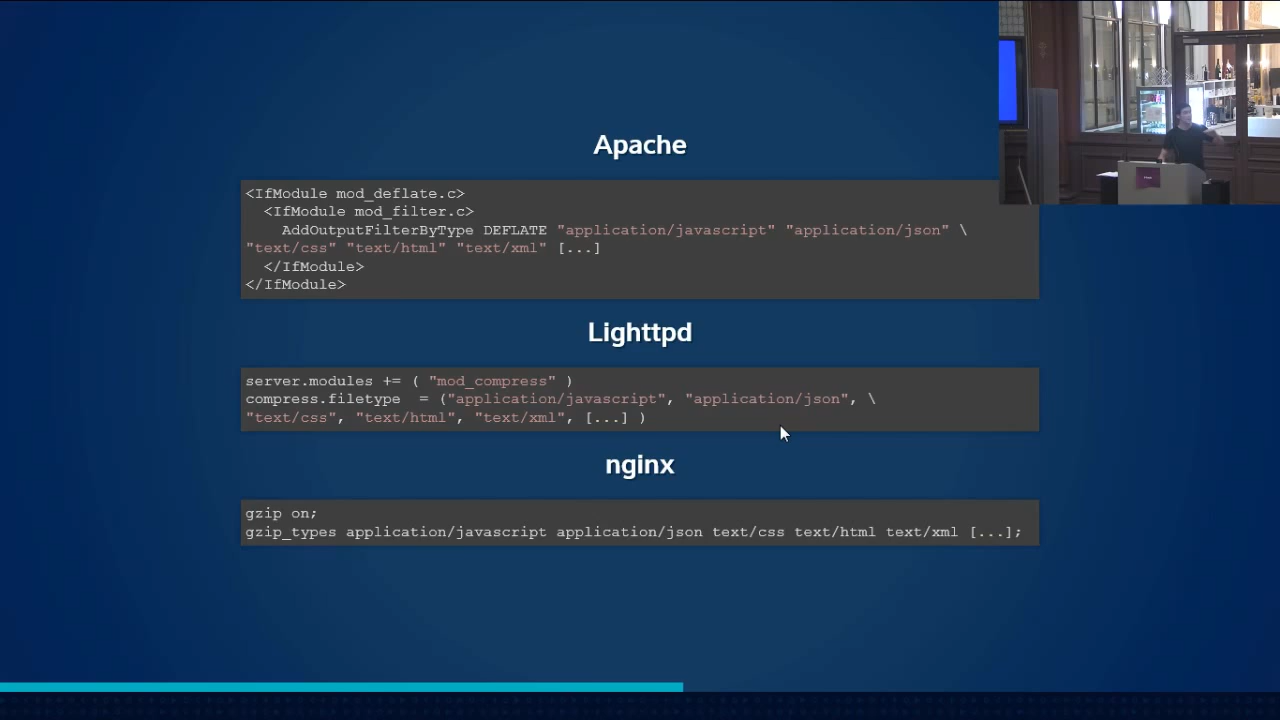 Apache
<IfModule mod_deflate.c>
<IfModule mod_filter.c>
AddOutputFilterByType DEFLATE "application/javascript" "application/json" \
"text/css" "text/html" "text/xml" [...]
</IfModule>
</IfModule>
Lighttpd
server.modules += ( "mod_compress" )
compress.filetype = ("application/javascript", "application/json", \
"text/css", "text/html", "text/xml", [...] )
nginx
gzip on;
gzip_types application/javascript application/json text/css text/html text/xml [...];